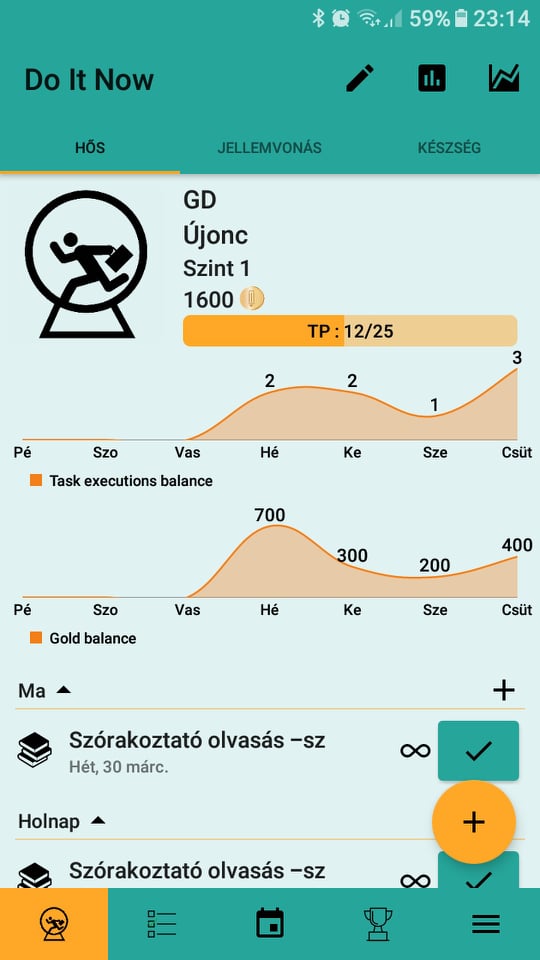 59% 23:14
Do It Now
HŐS JELLEMVONÁS KÉSZSÉG
GD
Újonc
Szint 1
1600
TP : 12/25
2 2 1 3
Pé Szo Vas Hé Ke Sze Csüt
Task executions balance
700 300 200 400
Pé Szo Vas Hé Ke Sze Csüt
Gold balance
Ma
Szórakoztató olvasás –sz
Hét, 30 márc.
Holnap
Szórakoztató olvasás –sz